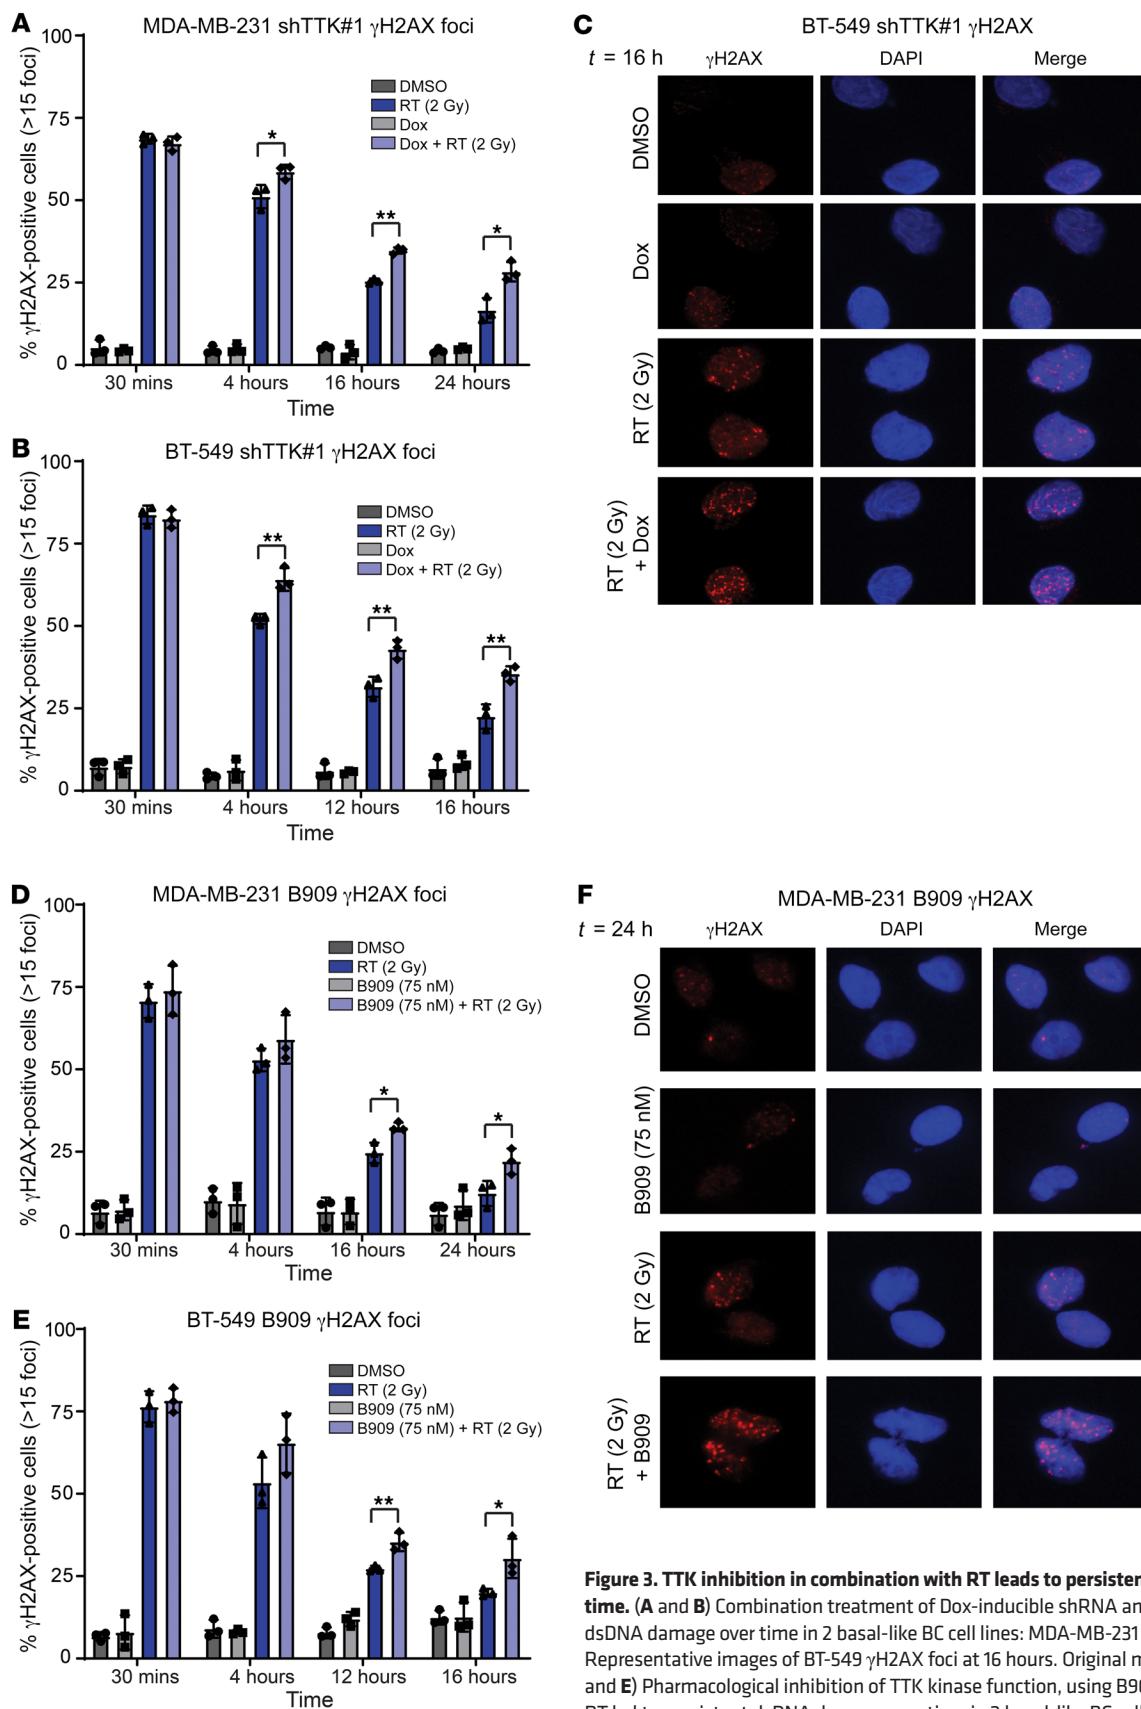 A
MDA-MB-231 shTTK#1 γH2AX foci
% γH2AX-positive cells (>15 foci)
100
75
50
25
0
DMSO
RT (2 Gy)
Dox
Dox + RT (2 Gy)
*
**
*
30 mins 4 hours 16 hours 24 hours
Time
B
BT-549 shTTK#1 γH2AX foci
% γH2AX-positive cells (>15 foci)
100
75
50
25
0
DMSO
RT (2 Gy)
Dox
Dox + RT (2 Gy)
**
**
**
30 mins 4 hours 12 hours 16 hours
Time
C
BT-549 shTTK#1 γH2AX
t = 16 h γH2AX DAPI Merge
DMSO
Dox
RT (2 Gy)
RT (2 Gy)
+ Dox
D
MDA-MB-231 B909 γH2AX foci
% γH2AX-positive cells (>15 foci)
100
75
50
25
0
DMSO
RT (2 Gy)
B909 (75 nM)
B909 (75 nM) + RT (2 Gy)
*
*
30 mins 4 hours 16 hours 24 hours
Time
E
BT-549 B909 γH2AX foci
% γH2AX-positive cells (>15 foci)
100
75
50
25
0
DMSO
RT (2 Gy)
B909 (75 nM)
B909 (75 nM) + RT (2 Gy)
**
*
30 mins 4 hours 12 hours 16 hours
Time
F
MDA-MB-231 B909 γH2AX
t = 24 h γH2AX DAPI Merge
DMSO
B909 (75 nM)
RT (2 Gy)
RT (2 Gy)
+ B909
Figure 3. TTK inhibition in combination with RT leads to persisten
time. (A and B) Combination treatment of Dox-inducible shRNA an
dsDNA damage over time in 2 basal-like BC cell lines: MDA-MB-231
Representative images of BT-549 γH2AX foci at 16 hours. Original m
and E) Pharmacological inhibition of TTK kinase function, using B90